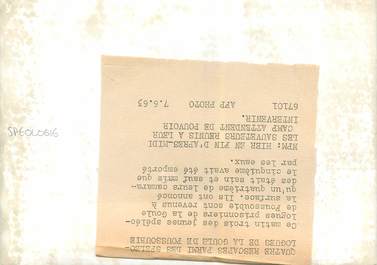 SPEOLOGIE
QUATRE RESCAPES PARMI DES SPELEO-
LOGUES DE LA GOULE DE FOUSSOUBIE
Ce matin trois des jeunes spéléo-
logues prisonniers de la Goule
de Foussoubie sont revenus à
la surface. Ils ont annoncé
qu'un quatrième de leurs camara-
des était sain et sauf mais que
le cinquième avait été emporté
par les eaux.
NPM: HIER EN FIN D'APRES-MIDI
LES SAUVETEURS REUNIS A LEUR
CAMP ATTENDENT DE POUVOIR
INTERVENIR.
67L01 AFP PHOTO 7.6.63